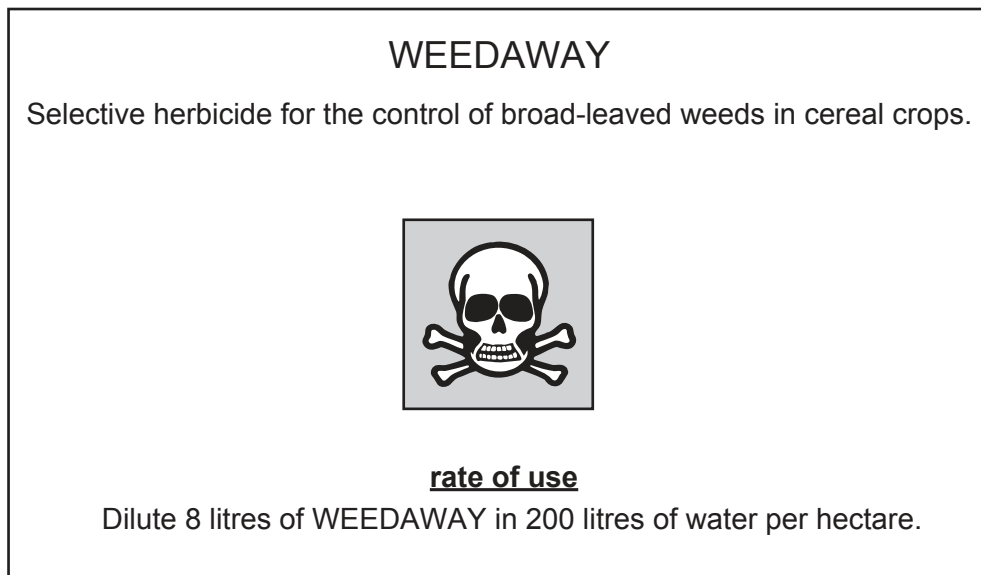 WEEDAWAY
Selective herbicide for the control of broad-leaved weeds in cereal crops.
rate of use
Dilute 8 litres of WEEDAWAY in 200 litres of water per hectare.